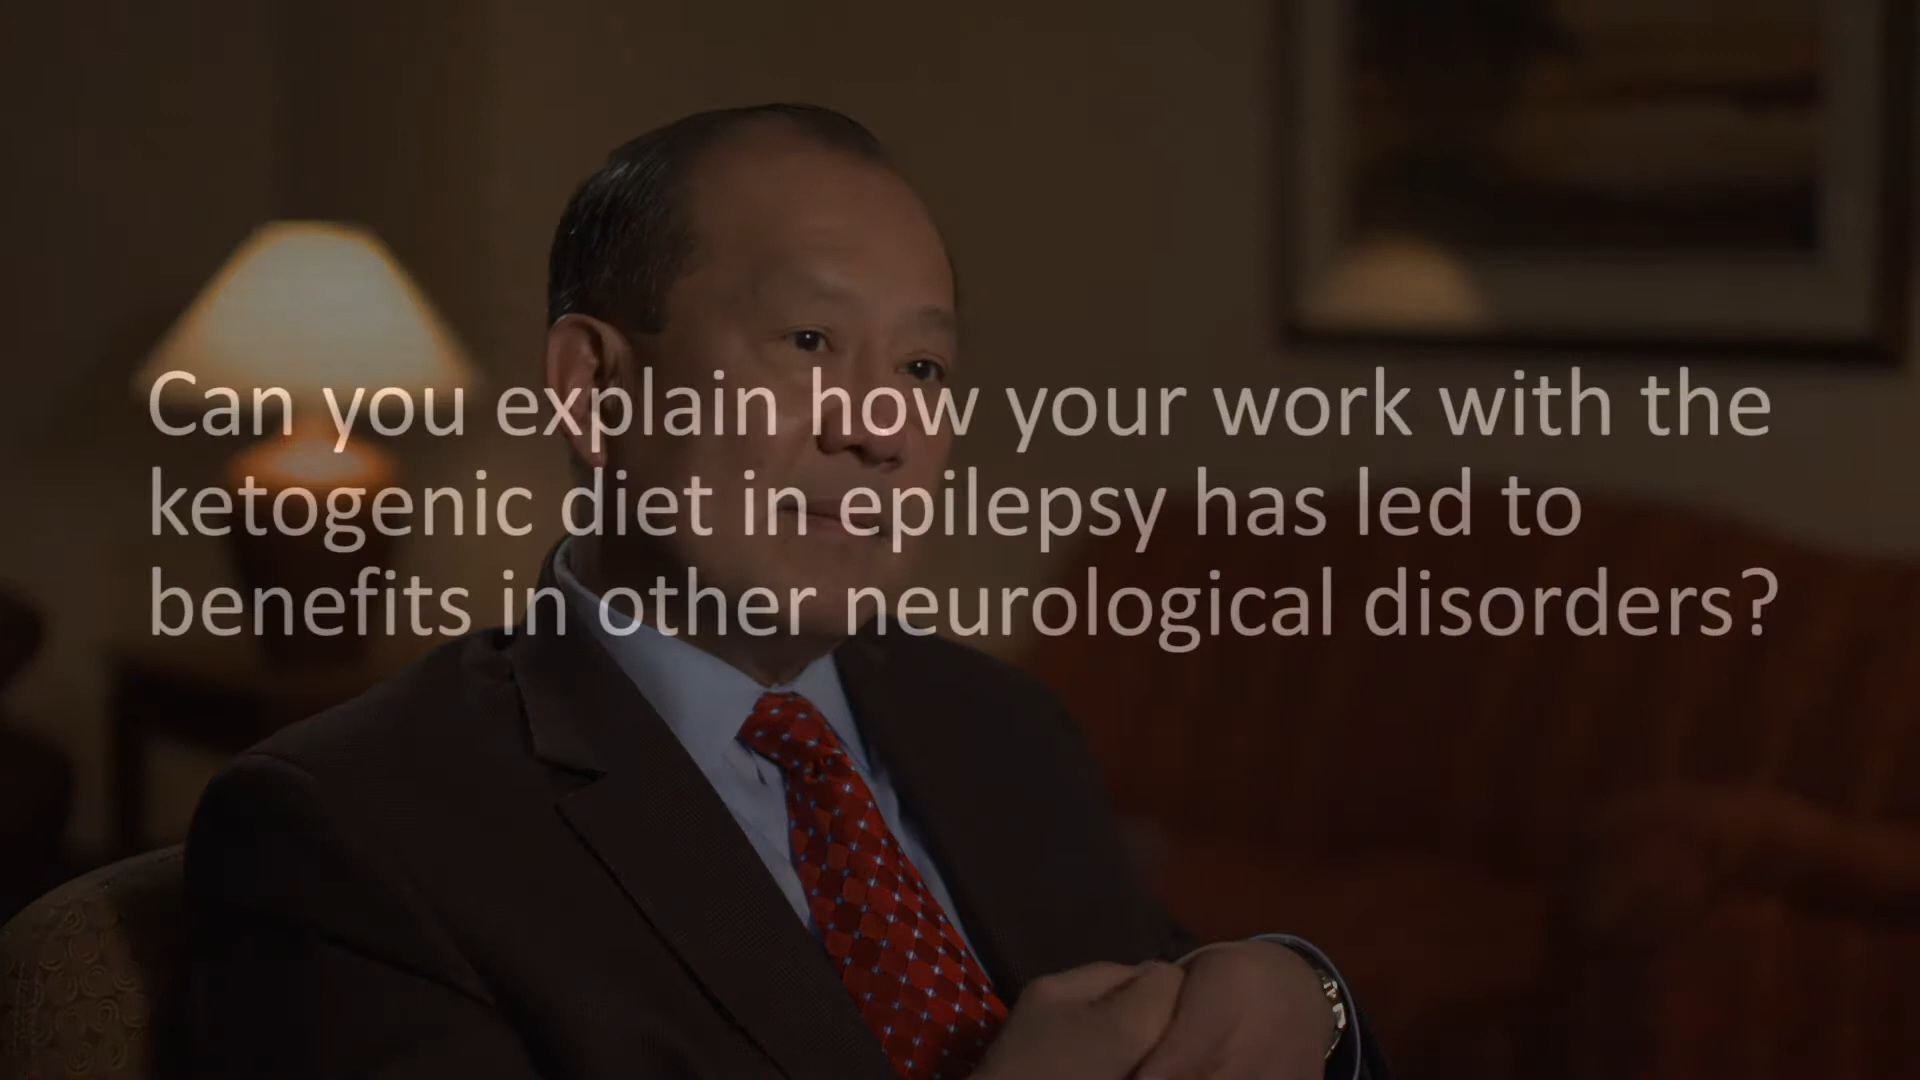 Can you explain how your work with the
ketogenic diet in epilepsy has led to
benefits in other neurological disorders?